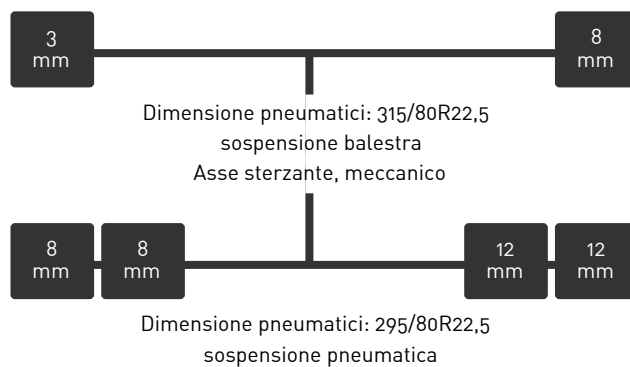 3 mm
8 mm
Dimensione pneumatici: 315/80R22,5
sospensione balestra
Asse sterzante, meccanico
8 mm
8 mm
12 mm
12 mm
Dimensione pneumatici: 295/80R22,5
sospensione pneumatica